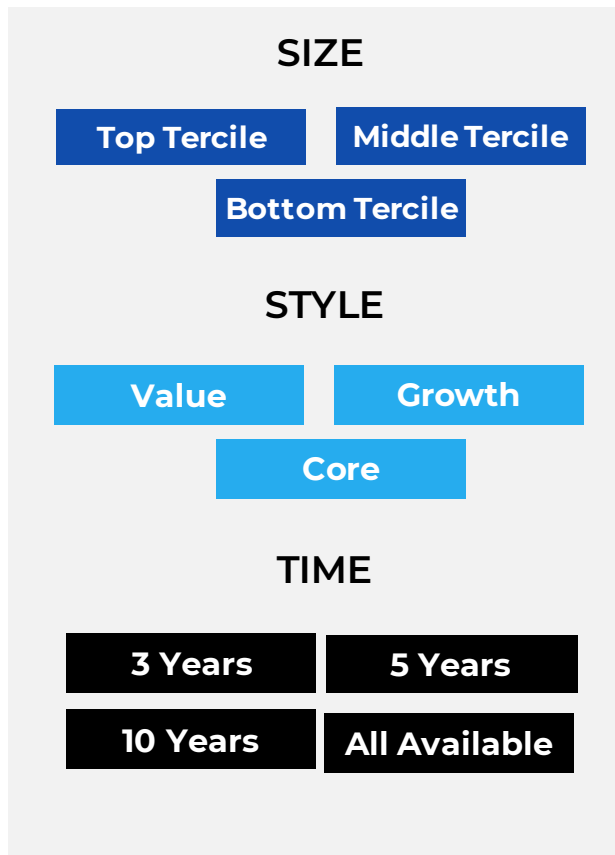 SIZE
Top Tercile
Middle Tercile
Bottom Tercile
STYLE
Value
Growth
Core
TIME
3 Years
5 Years
10 Years
All Available